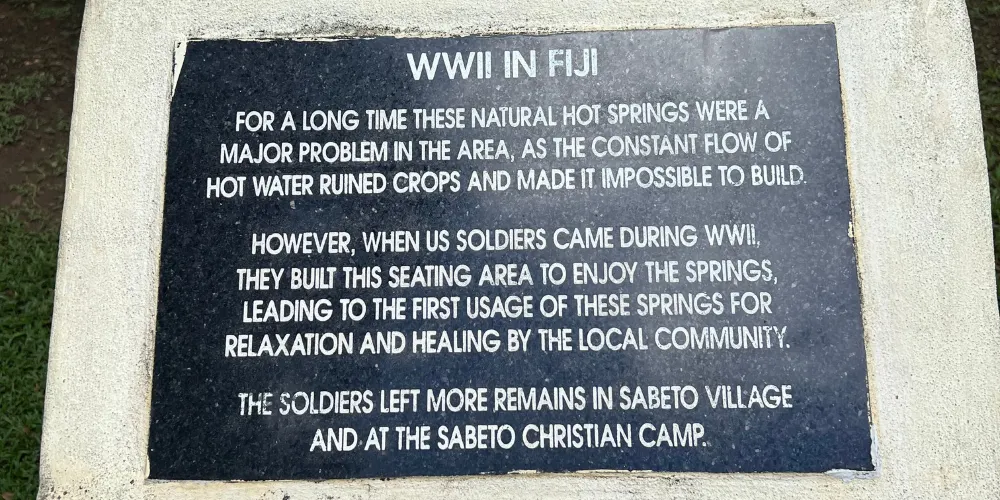 WWII IN FIJI
FOR A LONG TIME THESE NATURAL HOT SPRINGS WERE A
MAJOR PROBLEM IN THE AREA, AS THE CONSTANT FLOW OF
HOT WATER RUINED CROPS AND MADE IT IMPOSSIBLE TO BUILD.
HOWEVER, WHEN US SOLDIERS CAME DURING WWII,
THEY BUILT THIS SEATING AREA TO ENJOY THE SPRINGS,
LEADING TO THE FIRST USAGE OF THESE SPRINGS FOR
RELAXATION AND HEALING BY THE LOCAL COMMUNITY.
THE SOLDIERS LEFT MORE REMAINS IN SABETO VILLAGE
AND AT THE SABETO CHRISTIAN CAMP.